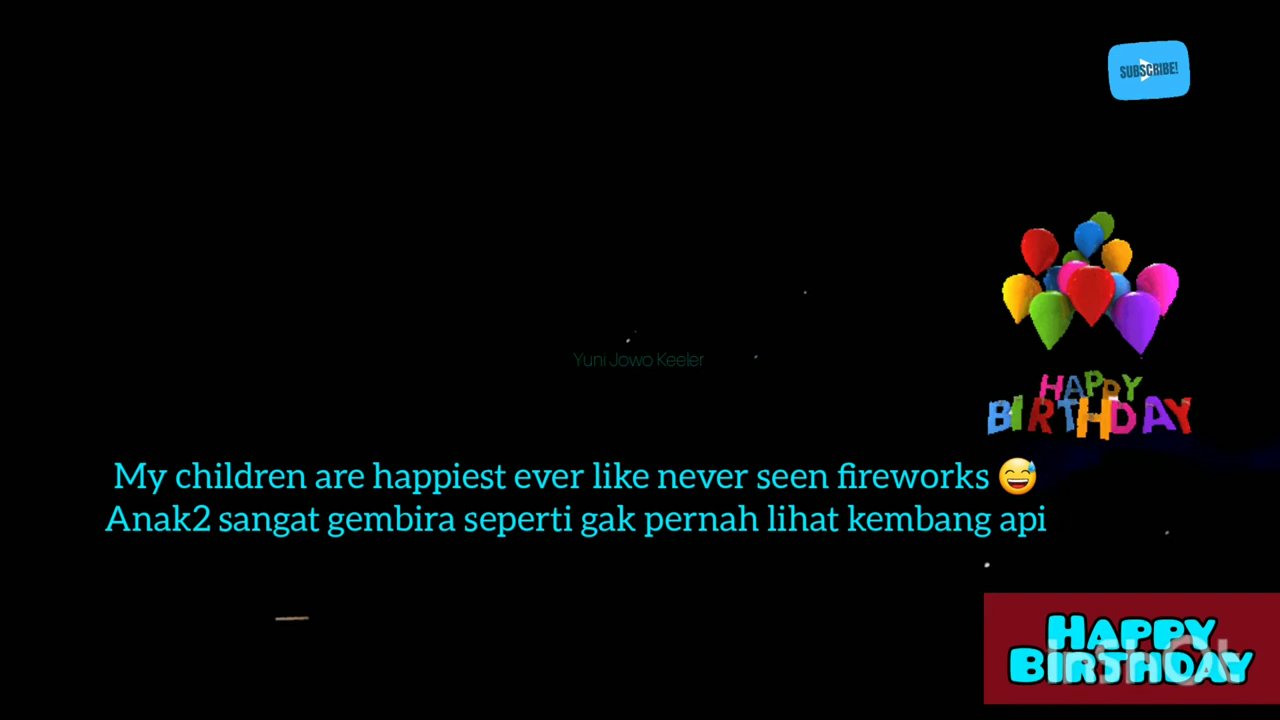 SUBSCRIBE!
Yuni Jowo Keeler
HAPPY
BIRTHDAY
My children are happiest ever like never seen fireworks 😅
Anak2 sangat gembira seperti gak pernah lihat kembang api
HAPPY
BIRTHDAY
InShOt